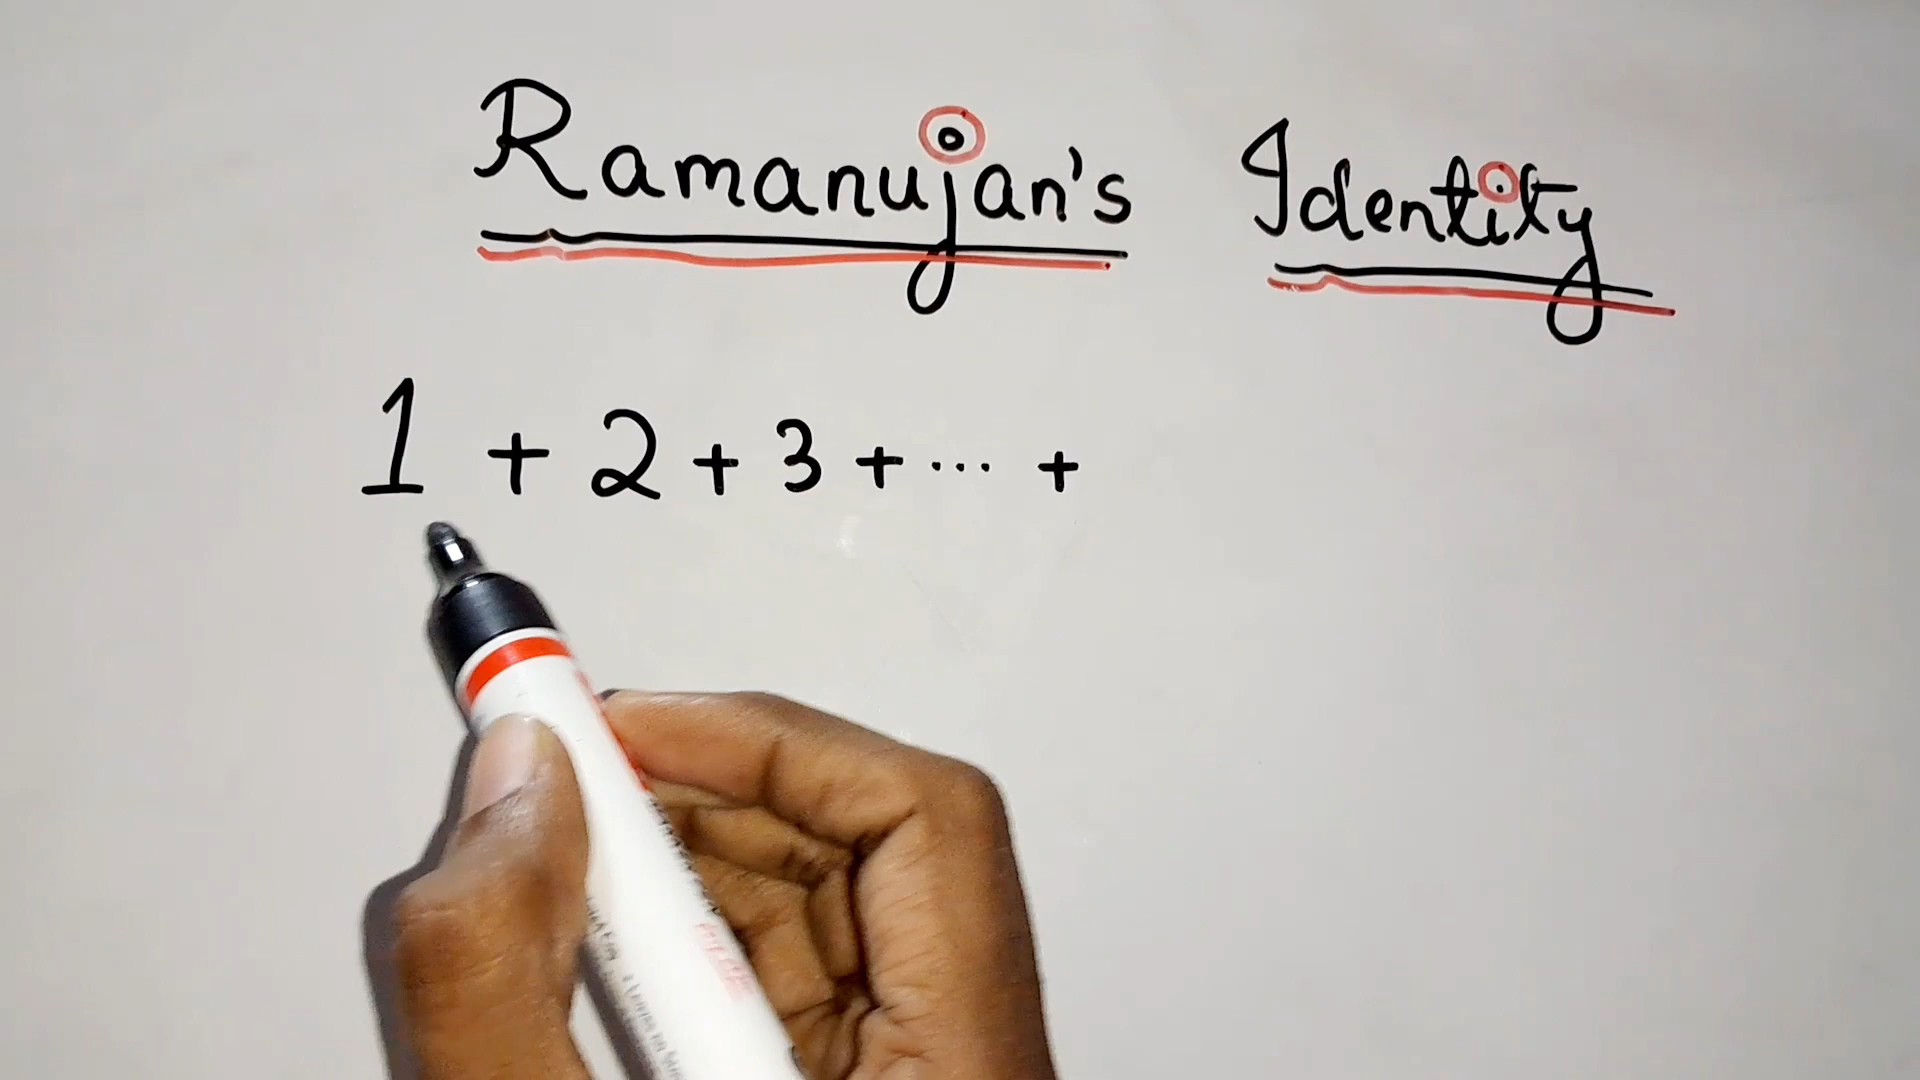 Ramanujan's Identity
1 + 2 + 3 + ... +